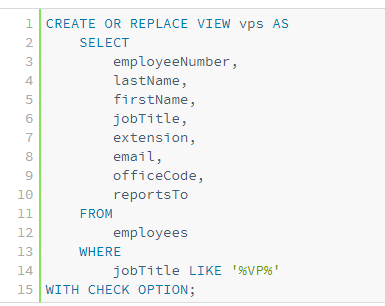 1 CREATE OR REPLACE VIEW vps AS
2     SELECT
3         employeeNumber,
4         lastName,
5         firstName,
6         jobTitle,
7         extension,
8         email,
9         officeCode,
10         reportsTo
11     FROM
12         employees
13     WHERE
14         jobTitle LIKE '%VP%'
15 WITH CHECK OPTION;